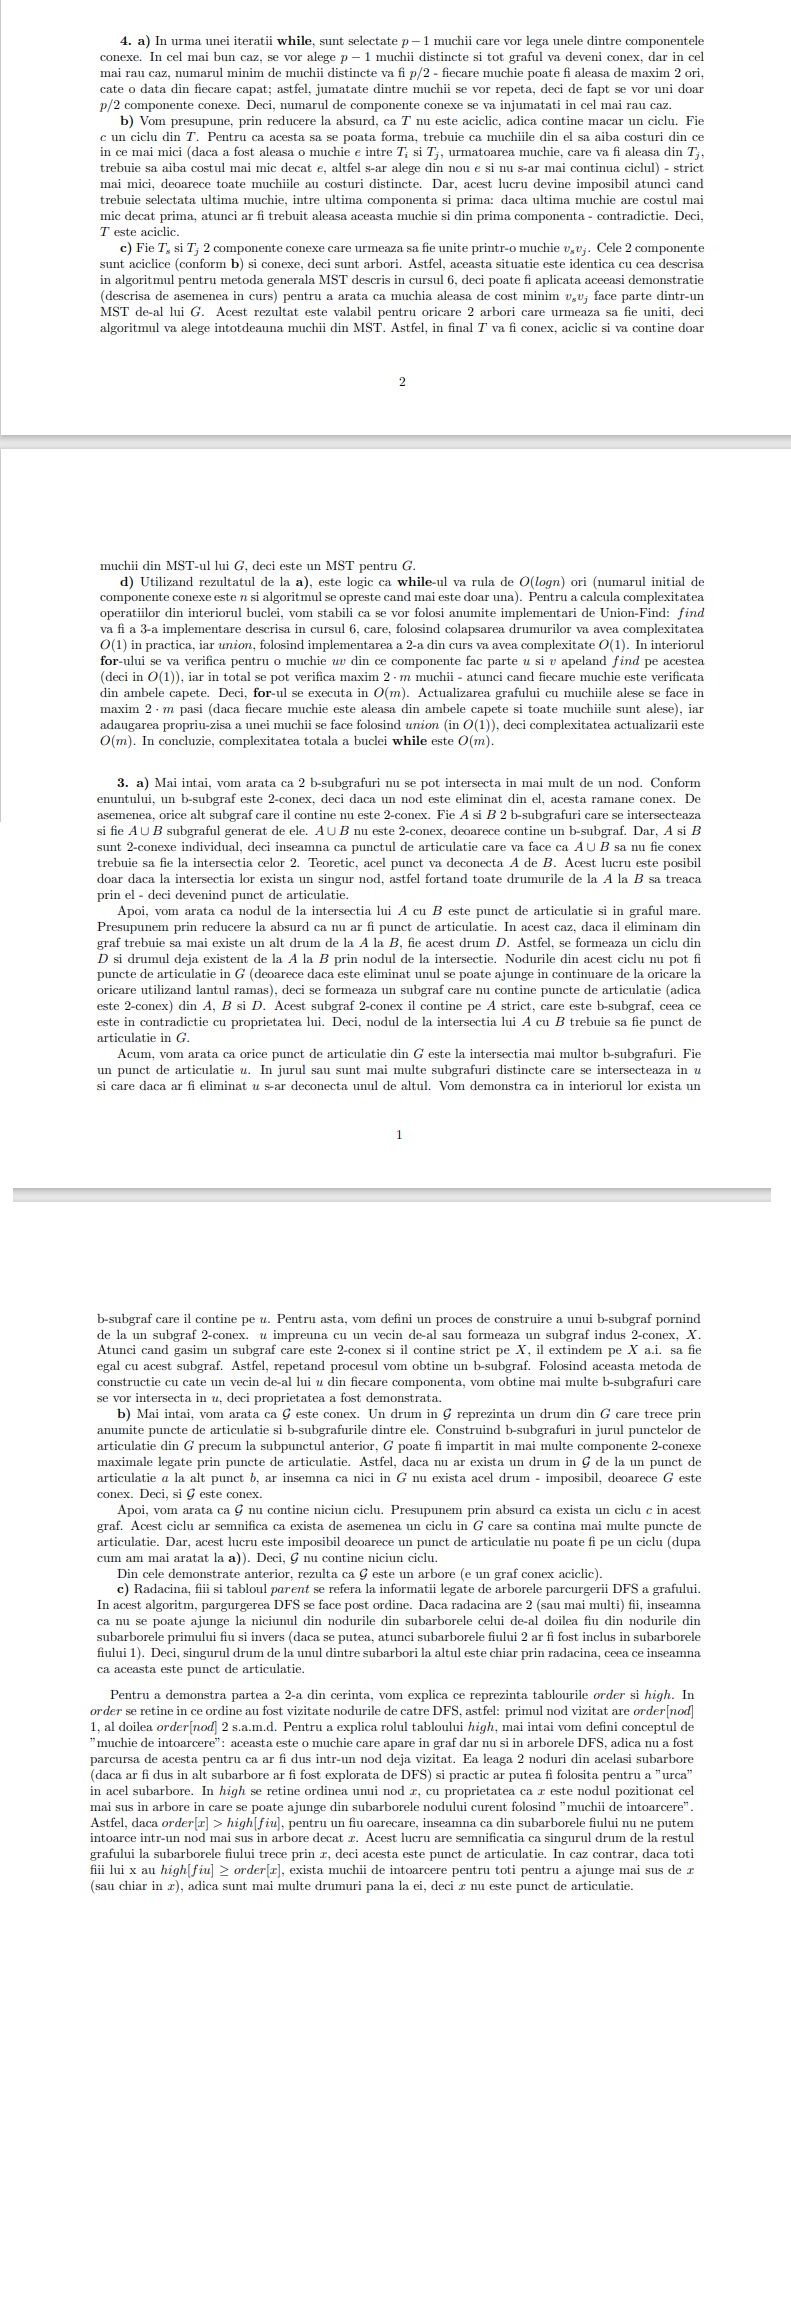 4. a) In urma unei iteratii while, sunt selectate p − 1 muchii care vor lega unele dintre componentele
conexe. In cel mai bun caz, se vor alege p − 1 muchii distincte si tot graful va deveni conex, dar in cel
mai rau caz, numarul minim de muchii distincte va fi p/2 - fiecare muchie poate fi aleasa de maxim 2 ori,
cate o data din fiecare capat; astfel, jumatate dintre muchii se vor repeta, deci de fapt se vor uni doar
p/2 componente conexe. Deci, numarul de componente conexe se va injumatati in cel mai rau caz.
b) Vom presupune, prin reducere la absurd, ca T nu este aciclic, adica contine macar un ciclu. Fie
c un ciclu din T. Pentru ca acesta sa se poata forma, trebuie ca muchiile din el sa aiba costuri din ce
in ce mai mici (daca a fost aleasa o muchie e intre Tᵢ si Tⱼ, urmatoarea muchie, care va fi aleasa din Tⱼ,
trebuie sa aiba costul mai mic decat e, altfel s-ar alege din nou e si nu s-ar mai continua ciclul) - strict
mai mici, deoarece toate muchiile au costuri distincte. Dar, acest lucru devine imposibil atunci cand
trebuie selectata ultima muchie, intre ultima componenta si prima: daca ultima muchie are costul mai
mic decat prima, atunci ar fi trebuit aleasa aceasta muchie si din prima componenta - contradictie. Deci,
T este aciclic.
c) Fie Tₛ si Tⱼ 2 componente conexe care urmeaza sa fie unite printr-o muchie vₛvⱼ. Cele 2 componente
sunt aciclice (conform b) si conexe, deci sunt arbori. Astfel, aceasta situatie este identica cu cea descrisa
in algoritmul pentru metoda generala MST descris in cursul 6, deci poate fi aplicata aceeasi demonstratie
(descrisa de asemenea in curs) pentru a arata ca muchia aleasa de cost minim vₛvⱼ face parte dintr-un
MST de-al lui G. Acest rezultat este valabil pentru oricare 2 arbori care urmeaza sa fie uniti, deci
algoritmul va alege intotdeauna muchii din MST. Astfel, in final T va fi conex, aciclic si va contine doar
2
muchii din MST-ul lui G, deci este un MST pentru G.
d) Utilizand rezultatul de la a), este logic ca while-ul va rula de O(logn) ori (numarul initial de
componente conexe este n si algoritmul se opreste cand mai este doar una). Pentru a calcula complexitatea
operatiilor din interiorul buclei, vom stabili ca se vor folosi anumite implementari de Union-Find: find
va fi a 3-a implementare descrisa in cursul 6, care, folosind colapsarea drumurilor va avea complexitatea
O(1) in practica, iar union, folosind implementarea a 2-a din curs va avea complexitate O(1). In interiorul
for-ului se va verifica pentru o muchie uv din ce componente fac parte u si v apeland find pe acestea
(deci in O(1)), iar in total se pot verifica maxim 2 · m muchii - atunci cand fiecare muchie este verificata
din ambele capete. Deci, for-ul se executa in O(m). Actualizarea grafului cu muchiile alese se face in
maxim 2 · m pasi (daca fiecare muchie este aleasa din ambele capete si toate muchiile sunt alese), iar
adaugarea propriu-zisa a unei muchii se face folosind union (in O(1)), deci complexitatea actualizarii este
O(m). In concluzie, complexitatea totala a buclei while este O(m).
3. a) Mai intai, vom arata ca 2 b-subgrafuri nu se pot intersecta in mai mult de un nod. Conform
enuntului, un b-subgraf este 2-conex, deci daca un nod este eliminat din el, acesta ramane conex. De
asemenea, orice alt subgraf care il contine nu este 2-conex. Fie A si B 2 b-subgrafuri care se intersecteaza
si fie A ∪ B subgraful generat de ele. A ∪ B nu este 2-conex, deoarece contine un b-subgraf. Dar, A si B
sunt 2-conexe individual, deci inseamna ca punctul de articulatie care va face ca A ∪ B sa nu fie conex
trebuie sa fie la intersectia celor 2. Teoretic, acel punct va deconecta A de B. Acest lucru este posibil
doar daca la intersectia lor exista un singur nod, astfel fortand toate drumurile de la A la B sa treaca
prin el - deci devenind punct de articulatie.
Apoi, vom arata ca nodul de la intersectia lui A cu B este punct de articulatie si in graful mare.
Presupunem prin reducere la absurd ca nu ar fi punct de articulatie. In acest caz, daca il eliminam din
graf trebuie sa mai existe un alt drum de la A la B, fie acest drum D. Astfel, se formeaza un ciclu din
D si drumul deja existent de la A la B prin nodul de la intersectie. Nodurile din acest ciclu nu pot fi
puncte de articulatie in G (deoarece daca este eliminat unul se poate ajunge in continuare de la oricare la
oricare utilizand lantul ramas), deci se formeaza un subgraf care nu contine puncte de articulatie (adica
este 2-conex) din A, B si D. Acest subgraf 2-conex il contine pe A strict, care este b-subgraf, ceea ce
este in contradictie cu proprietatea lui. Deci, nodul de la intersectia lui A cu B trebuie sa fie punct de
articulatie in G.
Acum, vom arata ca orice punct de articulatie din G este la intersectia mai multor b-subgrafuri. Fie
un punct de articulatie u. In jurul sau sunt mai multe subgrafuri distincte care se intersecteaza in u
si care daca ar fi eliminat u s-ar deconecta unul de altul. Vom demonstra ca in interiorul lor exista un
1
b-subgraf care il contine pe u. Pentru asta, vom defini un proces de construire a unui b-subgraf pornind
de la un subgraf 2-conex. u impreuna cu un vecin de-al sau formeaza un subgraf indus 2-conex, X.
Atunci cand gasim un subgraf care este 2-conex si il contine strict pe X, il extindem pe X a.i. sa fie
egal cu acest subgraf. Astfel, repetand procesul vom obtine un b-subgraf. Folosind aceasta metoda de
constructie cu cate un vecin de-al lui u din fiecare componenta, vom obtine mai multe b-subgrafuri care
se vor intersecta in u, deci proprietatea a fost demonstrata.
b) Mai intai, vom arata ca 𝒢 este conex. Un drum in 𝒢 reprezinta un drum din G care trece prin
anumite puncte de articulatie si b-subgrafurile dintre ele. Construind b-subgrafuri in jurul punctelor de
articulatie din G precum la subpunctul anterior, G poate fi impartit in mai multe componente 2-conexe
maximale legate prin puncte de articulatie. Astfel, daca nu ar exista un drum in 𝒢 de la un punct de
articulatie a la alt punct b, ar insemna ca nici in G nu exista acel drum - imposibil, deoarece G este
conex. Deci, si 𝒢 este conex.
Apoi, vom arata ca 𝒢 nu contine niciun ciclu. Presupunem prin absurd ca exista un ciclu c in acest
graf. Acest ciclu ar semnifica ca exista de asemenea un ciclu in G care sa contina mai multe puncte de
articulatie. Dar, acest lucru este imposibil deoarece un punct de articulatie nu poate fi pe un ciclu (dupa
cum am mai aratat la a)). Deci, 𝒢 nu contine niciun ciclu.
Din cele demonstrate anterior, rezulta ca 𝒢 este un arbore (e un graf conex aciclic).
c) Radacina, fiii si tabloul parent se refera la informatii legate de arborele parcurgerii DFS a grafului.
In acest algoritm, pargurgerea DFS se face post ordine. Daca radacina are 2 (sau mai multi) fii, inseamna
ca nu se poate ajunge la niciunul din nodurile din subarborele celui de-al doilea fiu din nodurile din
subarborele primului fiu si invers (daca se putea, atunci subarborele fiului 2 ar fi fost inclus in subarborele
fiului 1). Deci, singurul drum de la unul dintre subarbori la altul este chiar prin radacina, ceea ce inseamna
ca aceasta este punct de articulatie.
Pentru a demonstra partea a 2-a din cerinta, vom explica ce reprezinta tablourile order si high. In
order se retine in ce ordine au fost vizitate nodurile de catre DFS, astfel: primul nod vizitat are order[nod]
1, al doilea order[nod] 2 s.a.m.d. Pentru a explica rolul tabloului high, mai intai vom defini conceptul de
”muchie de intoarcere”: aceasta este o muchie care apare in graf dar nu si in arborele DFS, adica nu a fost
parcursa de acesta pentru ca ar fi dus intr-un nod deja vizitat. Ea leaga 2 noduri din acelasi subarbore
(daca ar fi dus in alt subarbore ar fi fost explorata de DFS) si practic ar putea fi folosita pentru a ”urca”
in acel subarbore. In high se retine ordinea unui nod x, cu proprietatea ca x este nodul pozitionat cel
mai sus in arbore in care se poate ajunge din subarborele nodului curent folosind ”muchii de intoarcere”.
Astfel, daca order[x] > high[fiu], pentru un fiu oarecare, inseamna ca din subarborele fiului nu ne putem
intoarce intr-un nod mai sus in arbore decat x. Acest lucru are semnificatia ca singurul drum de la restul
grafului la subarborele fiului trece prin x, deci acesta este punct de articulatie. In caz contrar, daca toti
fiii lui x au high[fiu] ≥ order[x], exista muchii de intoarcere pentru toti pentru a ajunge mai sus de x
(sau chiar in x), adica sunt mai multe drumuri pana la ei, deci x nu este punct de articulatie.